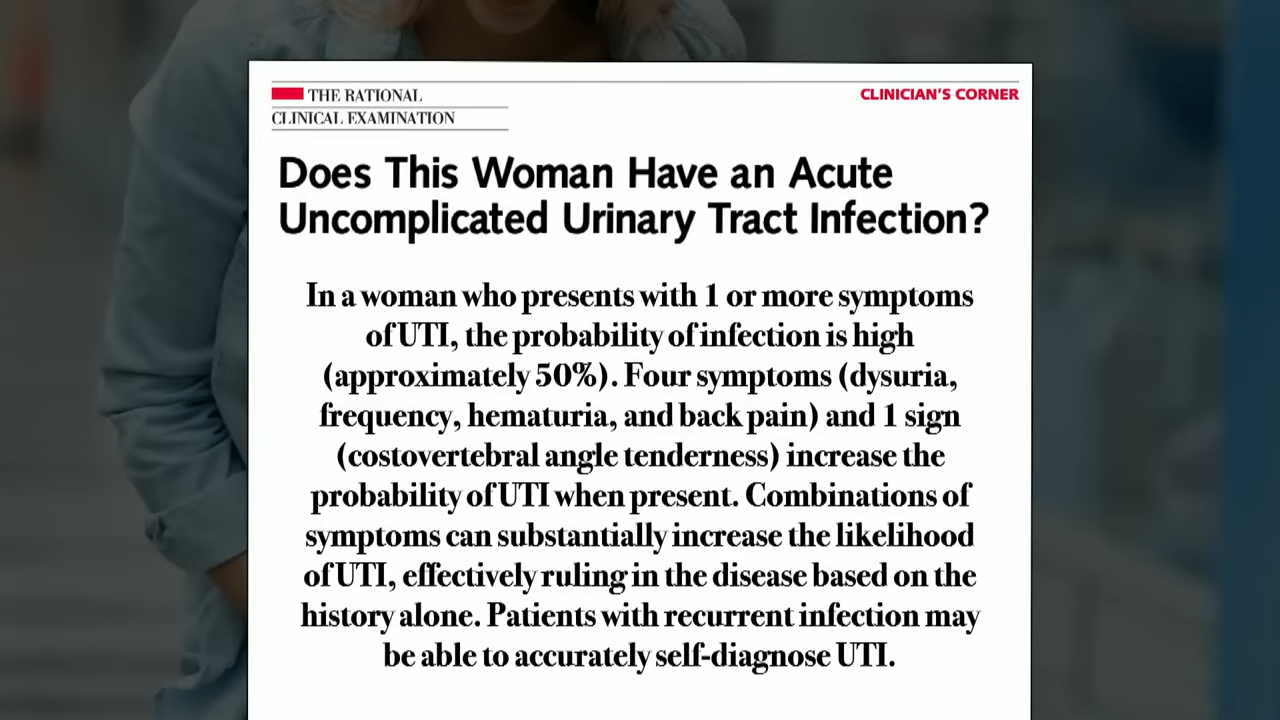 THE RATIONAL
CLINICAL EXAMINATION
CLINICIAN'S CORNER
Does This Woman Have an Acute
Uncomplicated Urinary Tract Infection?
In a woman who presents with 1 or more symptoms
of UTI, the probability of infection is high
(approximately 50%). Four symptoms (dysuria,
frequency, hematuria, and back pain) and 1 sign
(costovertebral angle tenderness) increase the
probability of UTI when present. Combinations of
symptoms can substantially increase the likelihood
of UTI, effectively ruling in the disease based on the
history alone. Patients with recurrent infection may
be able to accurately self-diagnose UTI.